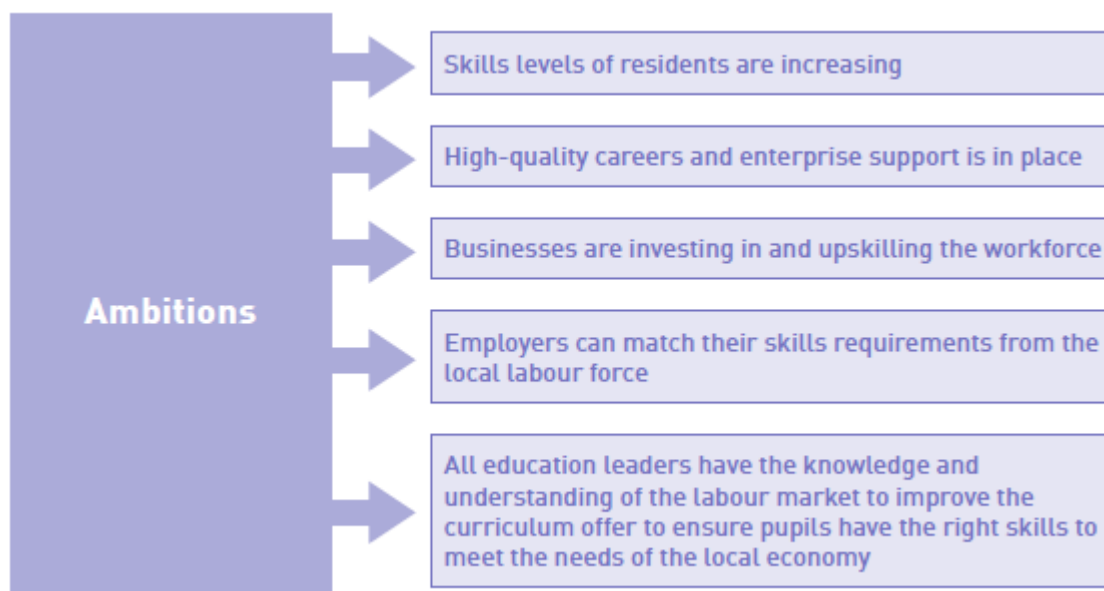 Ambitions
Skills levels of residents are increasing
High-quality careers and enterprise support is in place
Businesses are investing in and upskilling the workforce
Employers can match their skills requirements from the
local labour force
All education leaders have the knowledge and
understanding of the labour market to improve the
curriculum offer to ensure pupils have the right skills to
meet the needs of the local economy